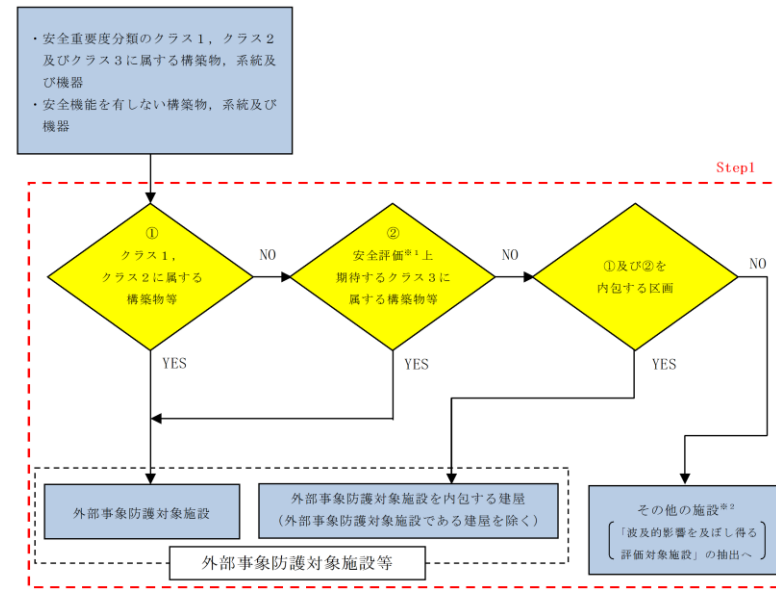 ・安全重要度分類のクラス１，クラス２
及びクラス３に属する構築物，系統及
び機器
・安全機能を有しない構築物，系統及び
機器
Step1
①
クラス１，
クラス２に属する
構築物等
NO
②
安全評価※１上
期待するクラス３に
属する構築物等
NO
①及び②を
内包する区画
NO
YES
YES
YES
外部事象防護対象施設
外部事象防護対象施設を内包する建屋
（外部事象防護対象施設である建屋を除く）
外部事象防護対象施設等
その他の施設※２
「波及的影響を及ぼし得る
評価対象施設」の抽出へ